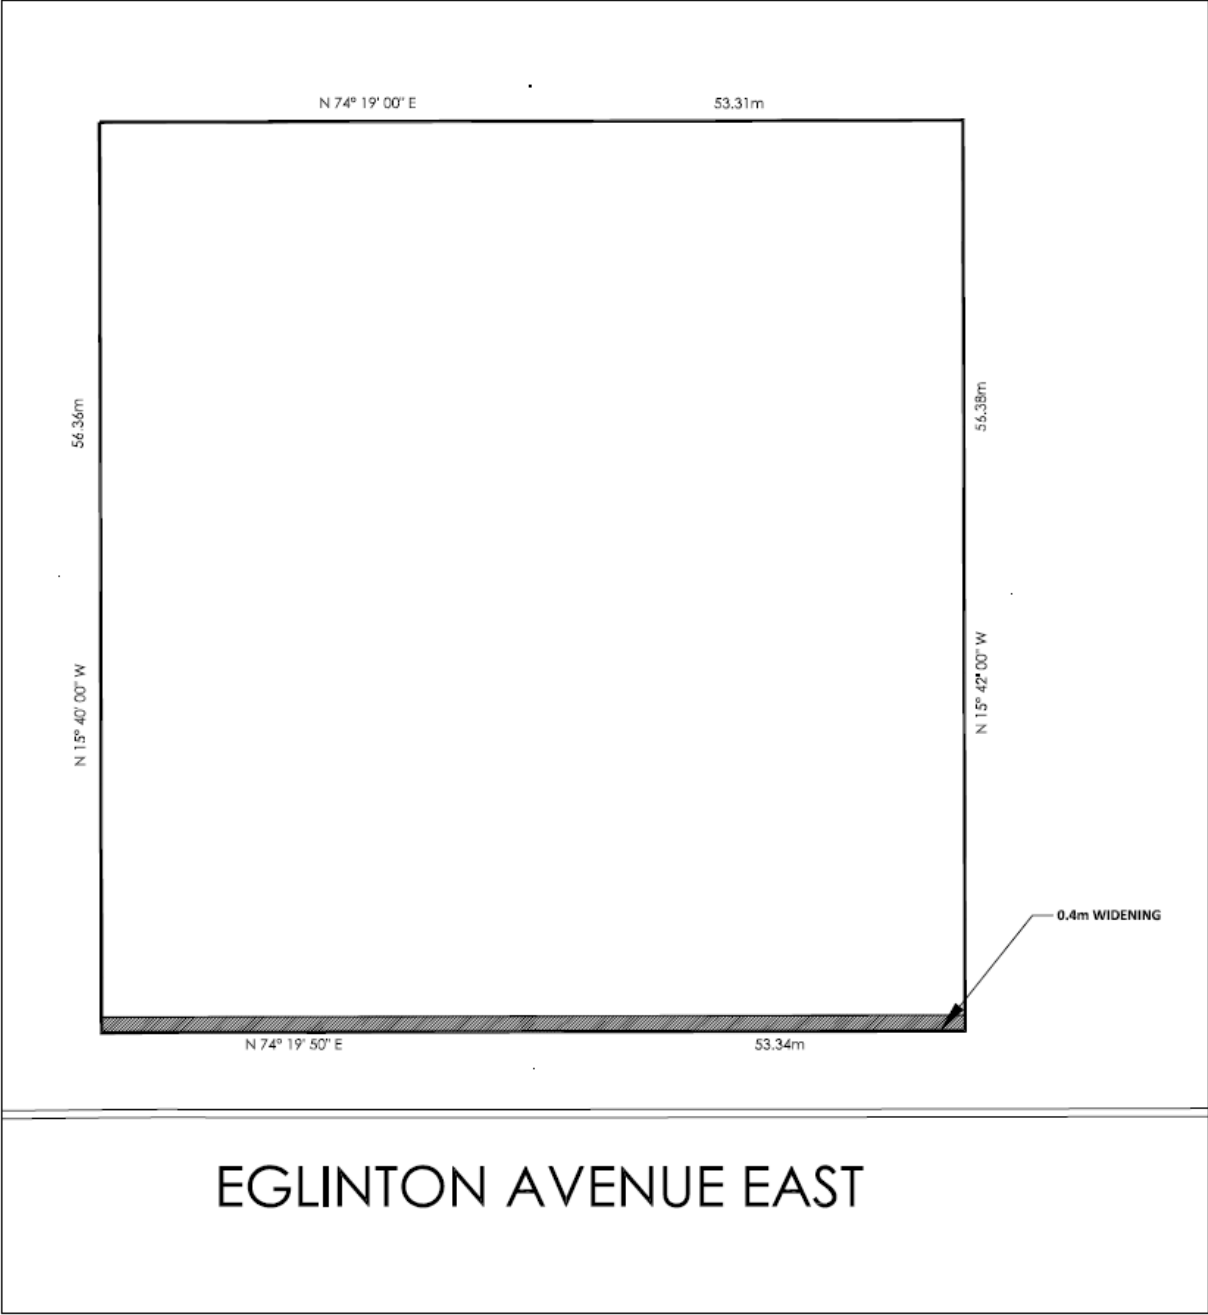 N 74° 19' 00" E
53.31m
56.36m
56.38m
N 15° 40' 00" W
N 15° 42' 00" W
0.4m WIDENING
N 74° 19' 50" E
53.34m
EGLINTON AVENUE EAST